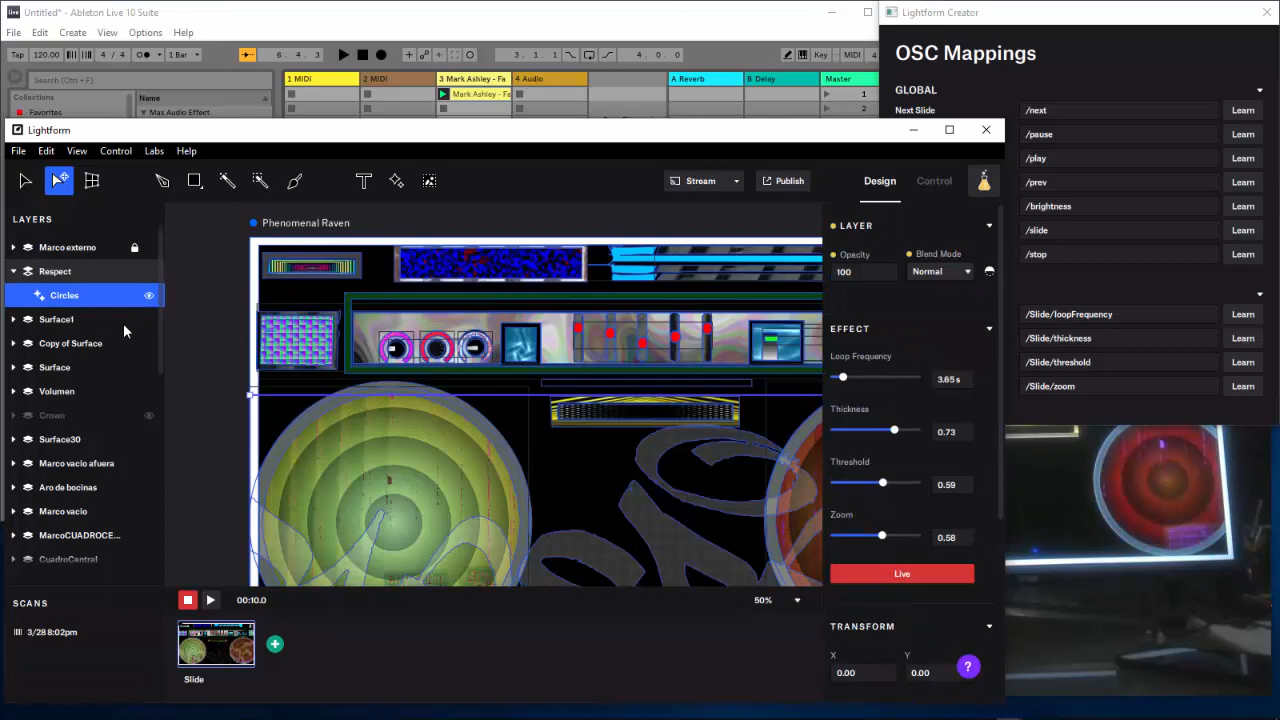 Untitled* - Ableton Live 10 Suite
File Edit Create View Options Help
Tap 120.00 4 / 4 1 Bar 6. 4. 3 3. 1. 1 4. 0. 0 Key MIDI
Search (Ctrl + F)
Collections Name
Favorites Max Audio Effect
1 MIDI 2 MIDI 3 Mark Ashley - Fa 4 Audio A Reverb B Delay Master
Mark Ashley - Fe 1
2
Lightform Creator
OSC Mappings
GLOBAL
Next Slide /next Learn
/pause Learn
/play Learn
/prev Learn
/brightness Learn
/slide Learn
/stop Learn
/Slide/loopFrequency Learn
/Slide/thickness Learn
/Slide/threshold Learn
/Slide/zoom Learn
Lightform
File Edit View Control Labs Help
Stream Publish Design Control
LAYERS
Marco externo
Respect
Circles
Surface1
Copy of Surface
Surface
Volumen
Crown
Surface30
Marco vacio afuera
Aro de bocinas
Marco vacio
MarcoCUADROCE...
CuadroCentral
SCANS
3/28 8:02pm
Phenomenal Raven
00:10.0 50%
Slide
LAYER
Opacity Blend Mode
100 Normal
EFFECT
Loop Frequency
3.65 s
Thickness
0.73
Threshold
0.59
Zoom
0.58
Live
TRANSFORM
X Y
0.00 0.00 ?